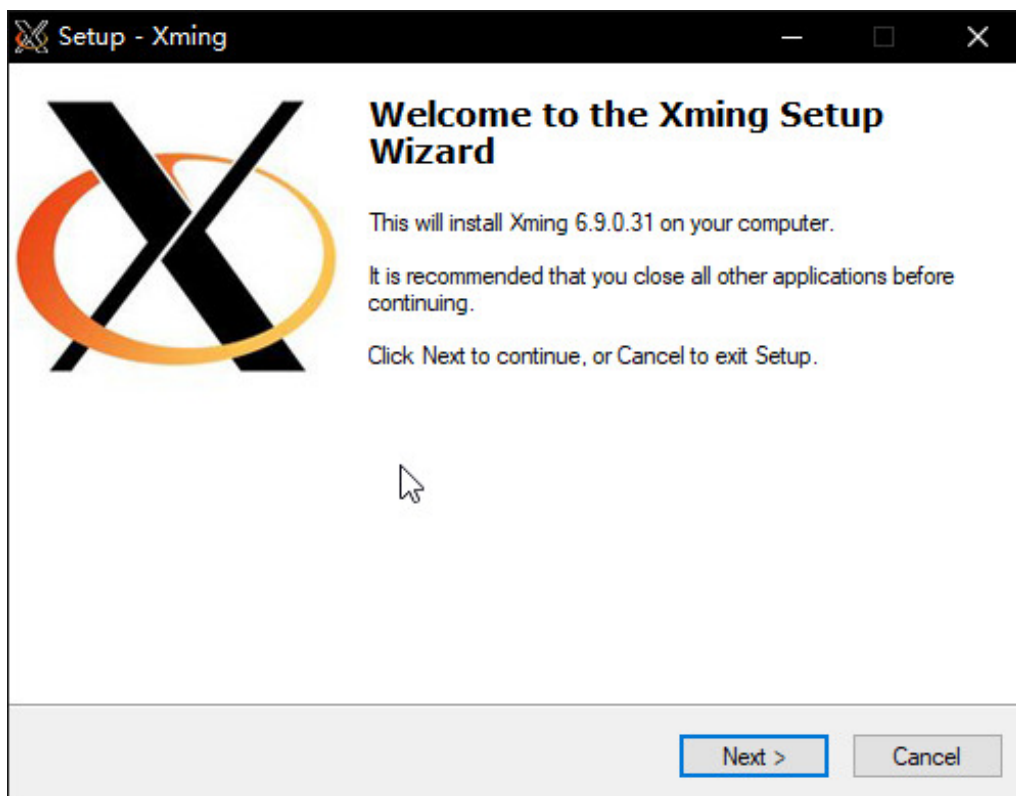 Setup - Xming
Welcome to the Xming Setup
Wizard
This will install Xming 6.9.0.31 on your computer.
It is recommended that you close all other applications before
continuing.
Click Next to continue, or Cancel to exit Setup.
Next >
Cancel